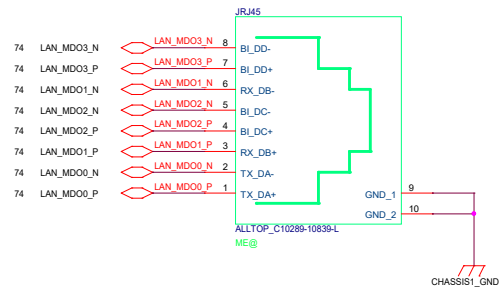 JRJ45
74 LAN_MDO3_N LAN_MDO3_N 8 BI_DD-
74 LAN_MDO3_P LAN_MDO3_P 7 BI_DD+
74 LAN_MDO1_N LAN_MDO1_N 6 RX_DB-
74 LAN_MDO2_N LAN_MDO2_N 5 BI_DC-
74 LAN_MDO2_P LAN_MDO2_P 4 BI_DC+
74 LAN_MDO1_P LAN_MDO1_P 3 RX_DB+
74 LAN_MDO0_N LAN_MDO0_N 2 TX_DA-
74 LAN_MDO0_P LAN_MDO0_P 1 TX_DA+
GND_1 9
GND_2 10
ALLTOP_C10289-10839-L
ME@
CHASSIS1_GND